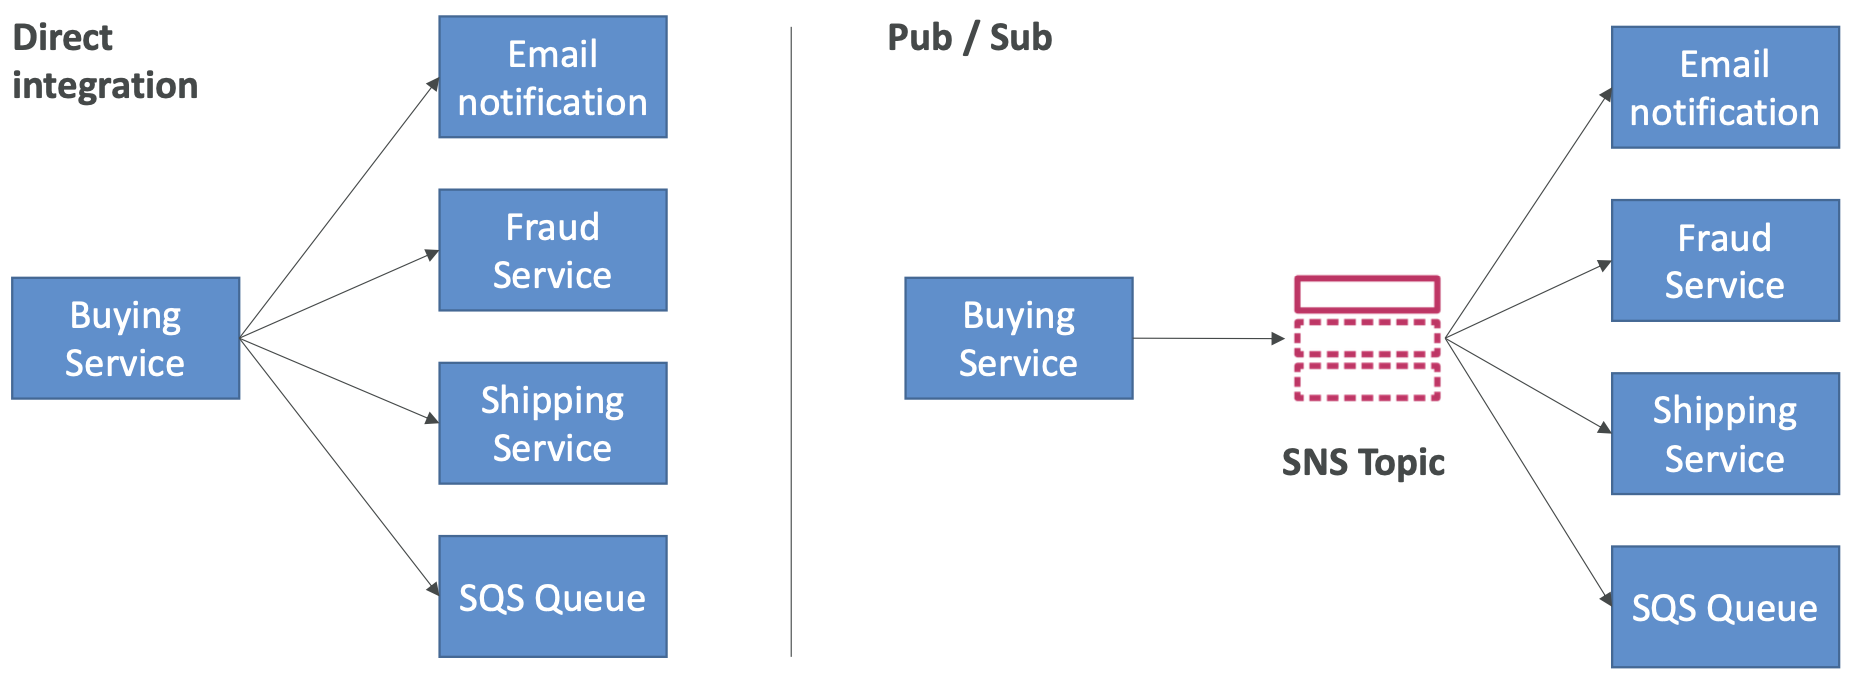 Direct
integration
Email
notification
Fraud
Service
Buying
Service
Shipping
Service
SQS Queue
Pub / Sub
Buying
Service
SNS Topic
Email
notification
Fraud
Service
Shipping
Service
SQS Queue